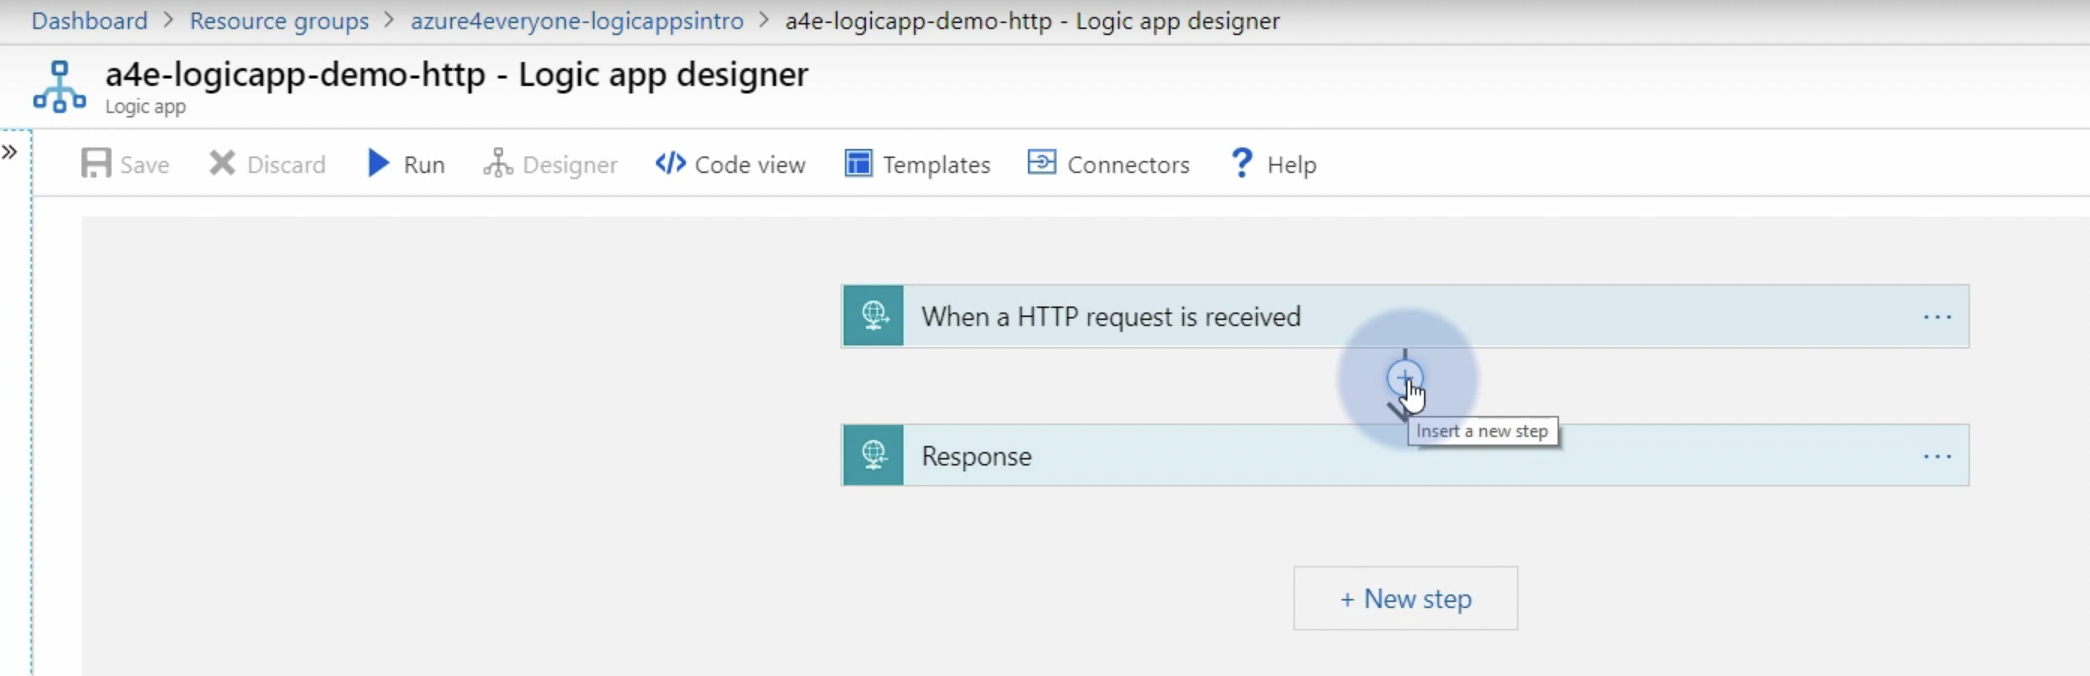 Dashboard > Resource groups > azure4everyone-logicappsintro > a4e-logicapp-demo-http - Logic app designer
a4e-logicapp-demo-http - Logic app designer
Logic app
» Save Discard Run Designer </> Code view Templates Connectors ? Help
When a HTTP request is received ...
Insert a new step
Response ...
+ New step